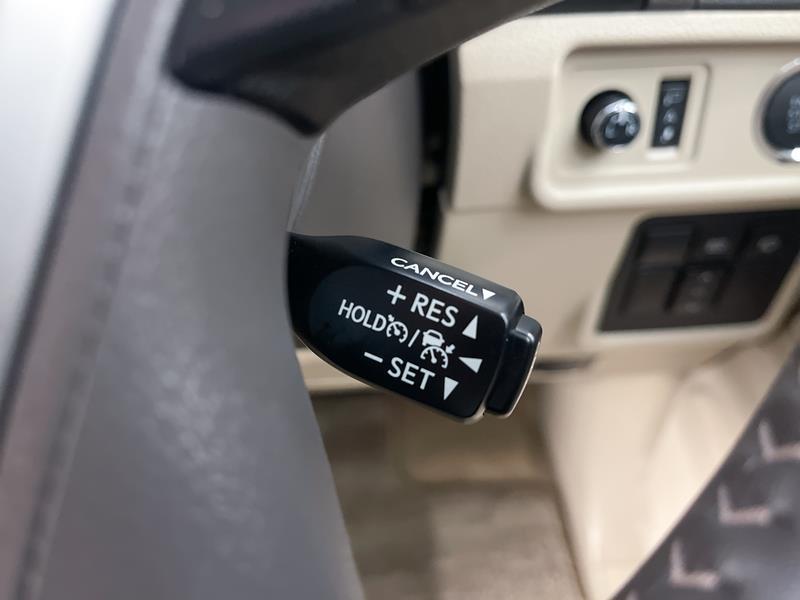 CANCEL▼
+ RES ▲
HOLD / ◀
− SET ▼